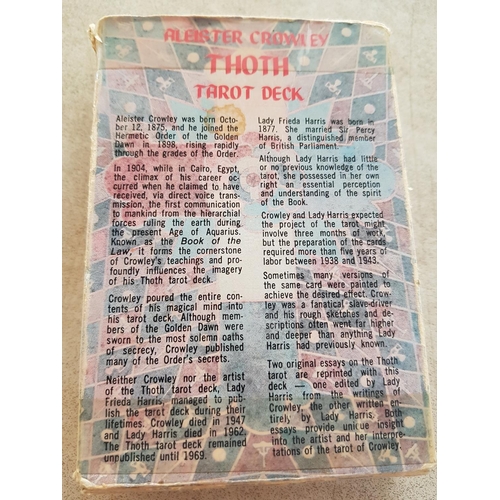 ALEISTER CROWLEY
THOTH
TAROT DECK
Aleister Crowley was born Octo-
ber 12, 1875, and he joined the
Hermetic Order of the Golden
Dawn in 1898, rising rapidly
through the grades of the Order.
In 1904, while in Cairo, Egypt,
the climax of his career oc-
curred when he claimed to have
received, via direct voice trans-
mission, the first communication
to mankind from the hierarchial
forces ruling the earth during
the present Age of Aquarius.
Known as the Book of the
Law, it forms the cornerstone
of Crowley's teachings and pro-
foundly influences the imagery
of his Thoth tarot deck.
Crowley poured the entire con-
tents of his magical mind into
his tarot deck. Although mem-
bers of the Golden Dawn were
sworn to the most solemn oaths
of secrecy, Crowley published
many of the Order's secrets.
Neither Crowley nor the artist
of the Thoth tarot deck, Lady
Frieda Harris, managed to pub-
lish the tarot deck during their
lifetimes. Crowley died in 1947
and Lady Harris died in 1962.
The Thoth tarot deck remained
unpublished until 1969.
Lady Frieda Harris was born in
1877. She married Sir Percy
Harris, a distinguished member
of British Parliament.
Although Lady Harris had little
or no previous knowledge of the
tarot, she possessed in her own
right an essential perception
and understanding of the spirit
of the Book.
Crowley and Lady Harris expected
the project of the tarot might
involve three months of work,
but the preparation of the cards
required more than five years of
labor between 1938 and 1943.
Sometimes many versions of
the same card were painted to
achieve the desired effect. Crow-
ley was a fanatical slave-driver
and his rough sketches and de-
scriptions often went far higher
and deeper than anything Lady
Harris had previously known.
Two original essays on the Thoth
tarot are reprinted with this
deck — one edited by Lady
Harris from the writings of
Crowley, the other written entire-
ly by Lady Harris. Both
essays provide unique insight
into the artist and her interpre-
tations of the tarot of Crowley.